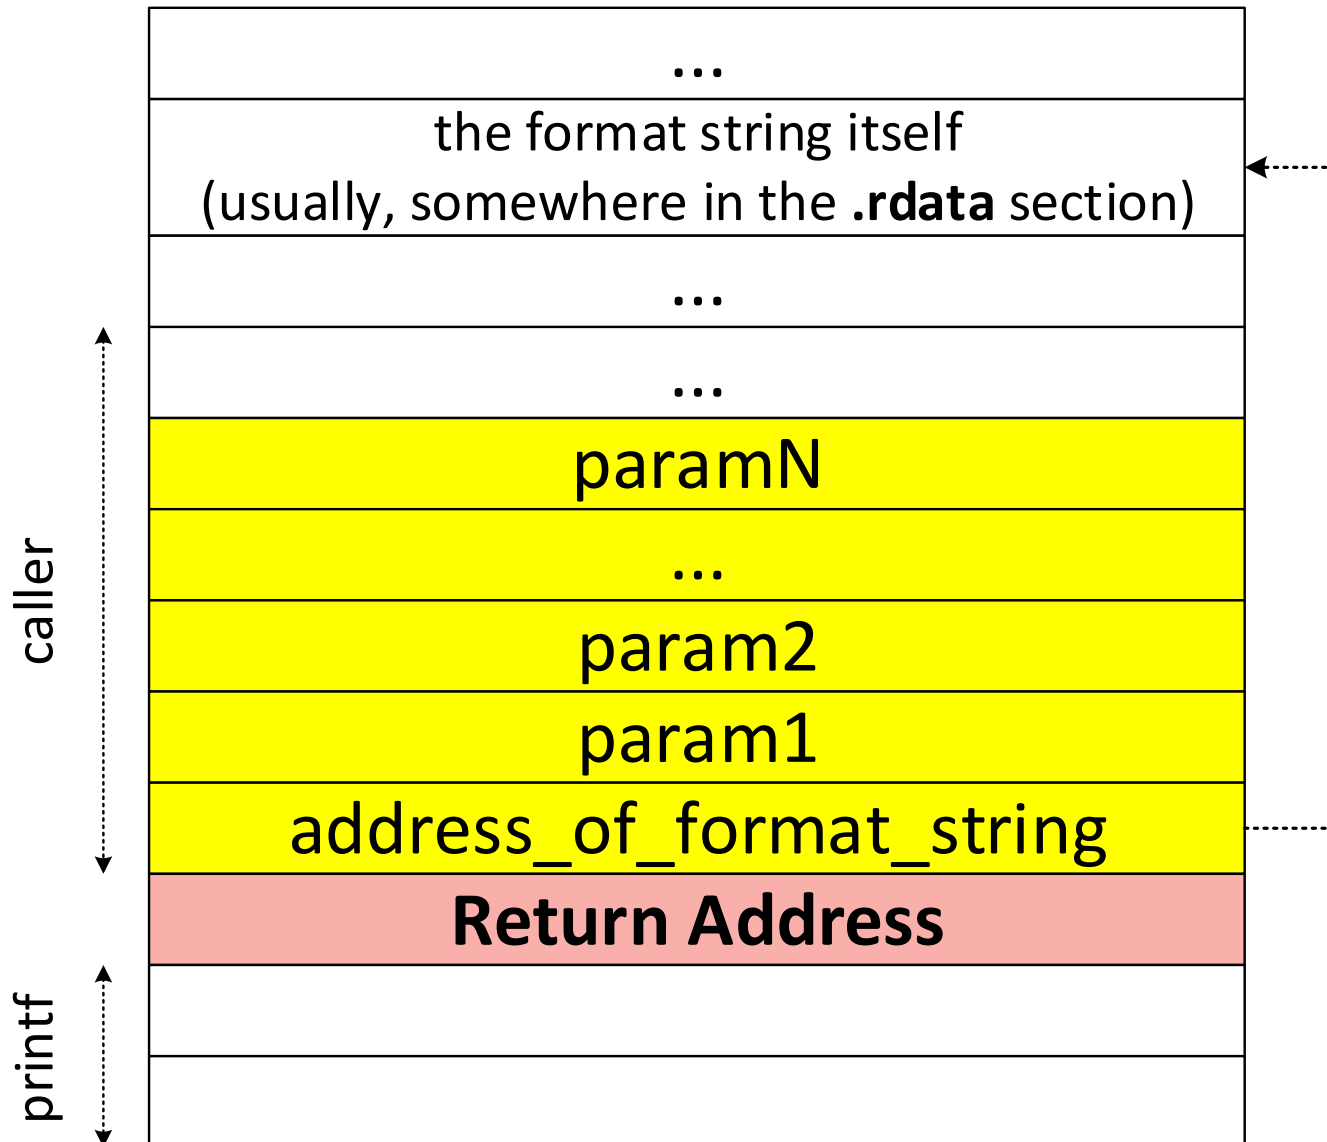 ...
the format string itself
(usually, somewhere in the .rdata section)
...
...
paramN
...
param2
param1
address_of_format_string
Return Address
caller
printf